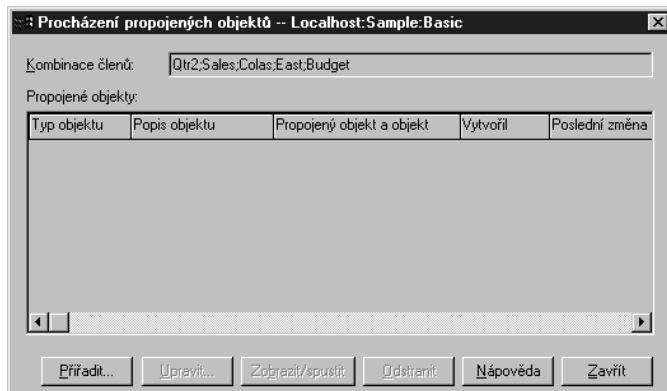 Procházení propojených objektů -- Localhost:Sample:Basic
Kombinace členů: Qtr2;Sales;Colas;East;Budget
Propojené objekty:
Typ objektu Popis objektu Propojený objekt a objekt Vytvořil Poslední změna
Přiřadit... Upravit... Zobrazit/spustit Odstranit Nápověda Zavřít